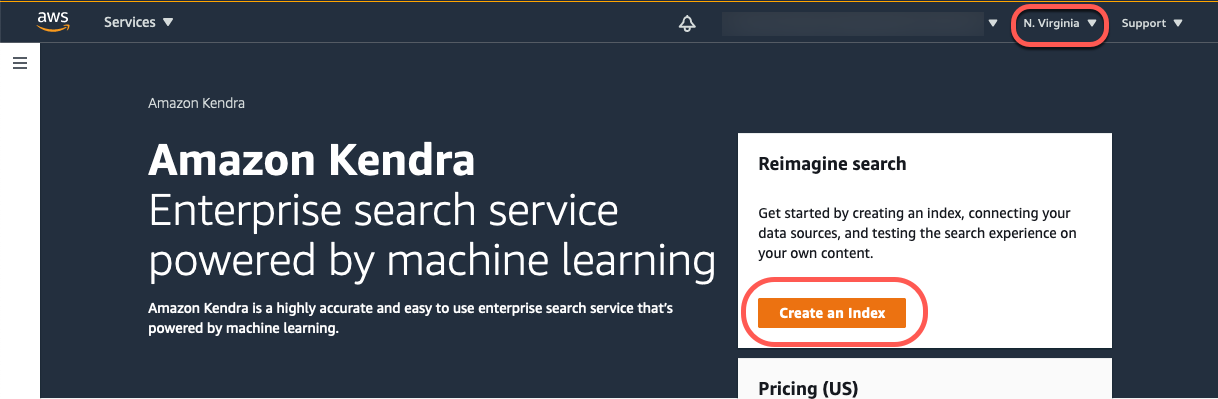 aws Services N. Virginia Support
Amazon Kendra
Amazon Kendra
Enterprise search service
powered by machine learning
Amazon Kendra is a highly accurate and easy to use enterprise search service that's
powered by machine learning.
Reimagine search
Get started by creating an index, connecting your
data sources, and testing the search experience on
your own content.
Create an Index
Pricing (US)